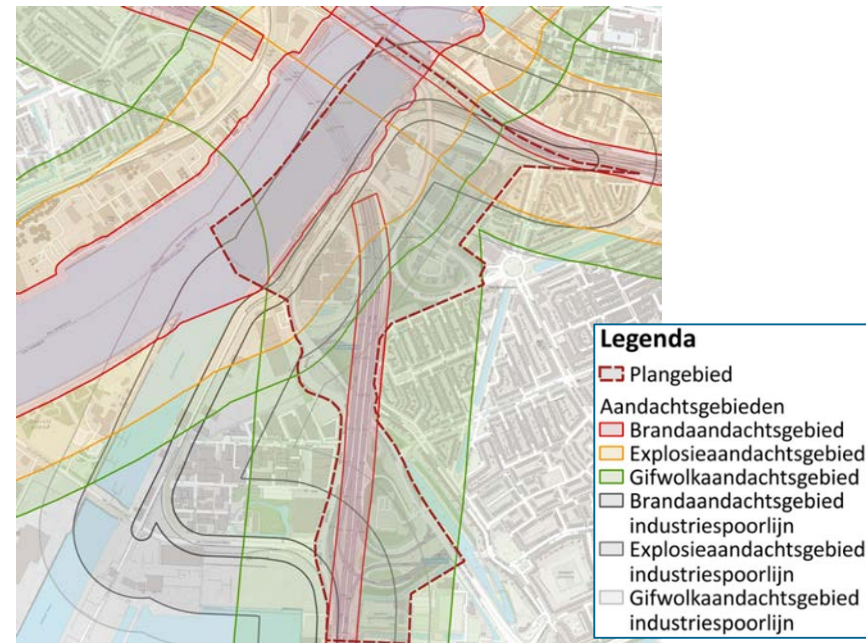 Legenda
Plangebied
Aandachtsgebieden
Brandaandachtsgebied
Explosieaandachtsgebied
Gifwolkaandachtsgebied
Brandaandachtsgebied
industriespoorlijn
Explosieaandachtsgebied
industriespoorlijn
Gifwolkaandachtsgebied
industriespoorlijn